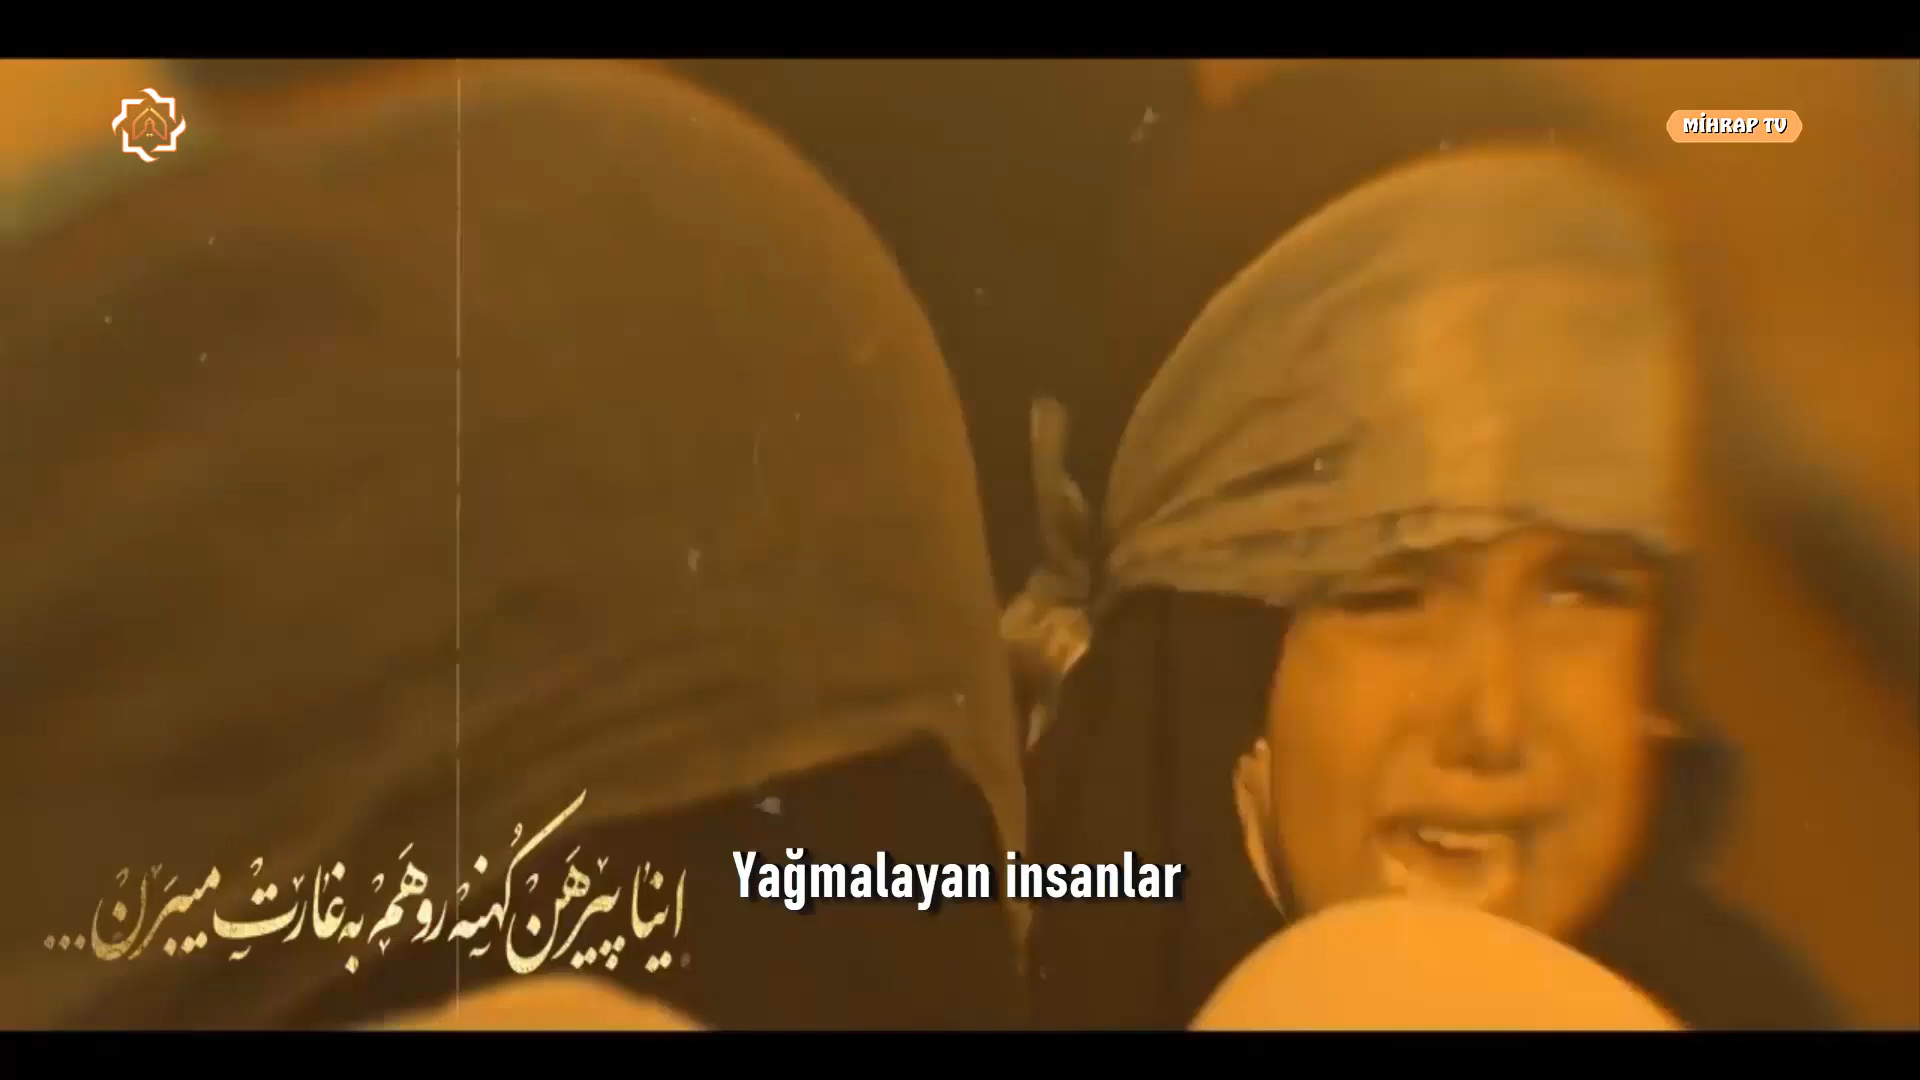 MİHRAP TV
Yağmalayan insanlar
اینا پیرهن کهنه رو هم به غارت میبرن...